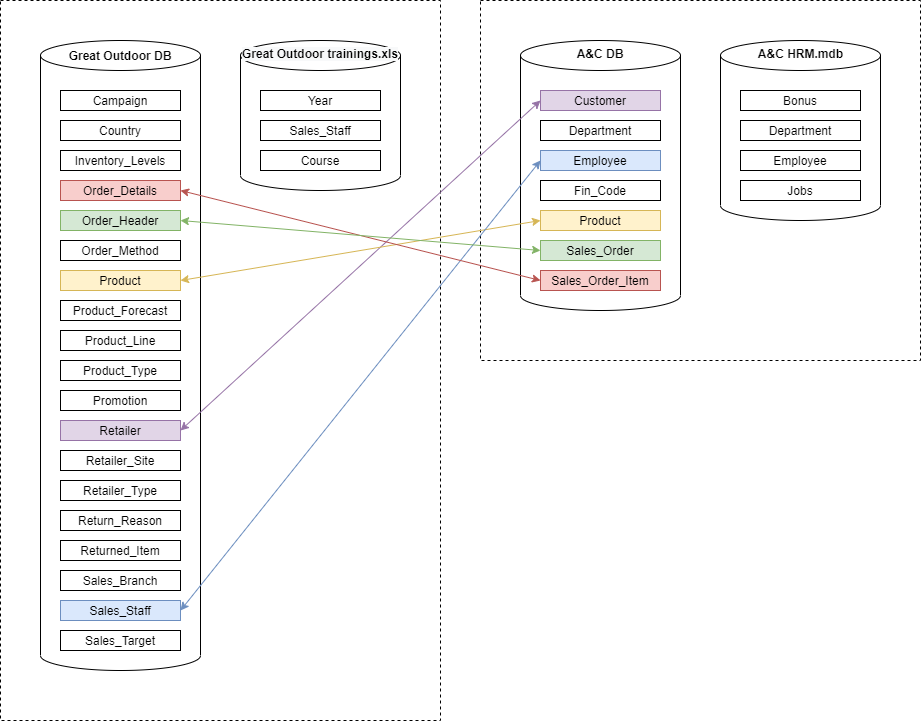 Great Outdoor DB
Campaign
Country
Inventory_Levels
Order_Details
Order_Header
Order_Method
Product
Product_Forecast
Product_Line
Product_Type
Promotion
Retailer
Retailer_Site
Retailer_Type
Return_Reason
Returned_Item
Sales_Branch
Sales_Staff
Sales_Target
Great Outdoor trainings.xls
Year
Sales_Staff
Course
A&C DB
Customer
Department
Employee
Fin_Code
Product
Sales_Order
Sales_Order_Item
A&C HRM.mdb
Bonus
Department
Employee
Jobs